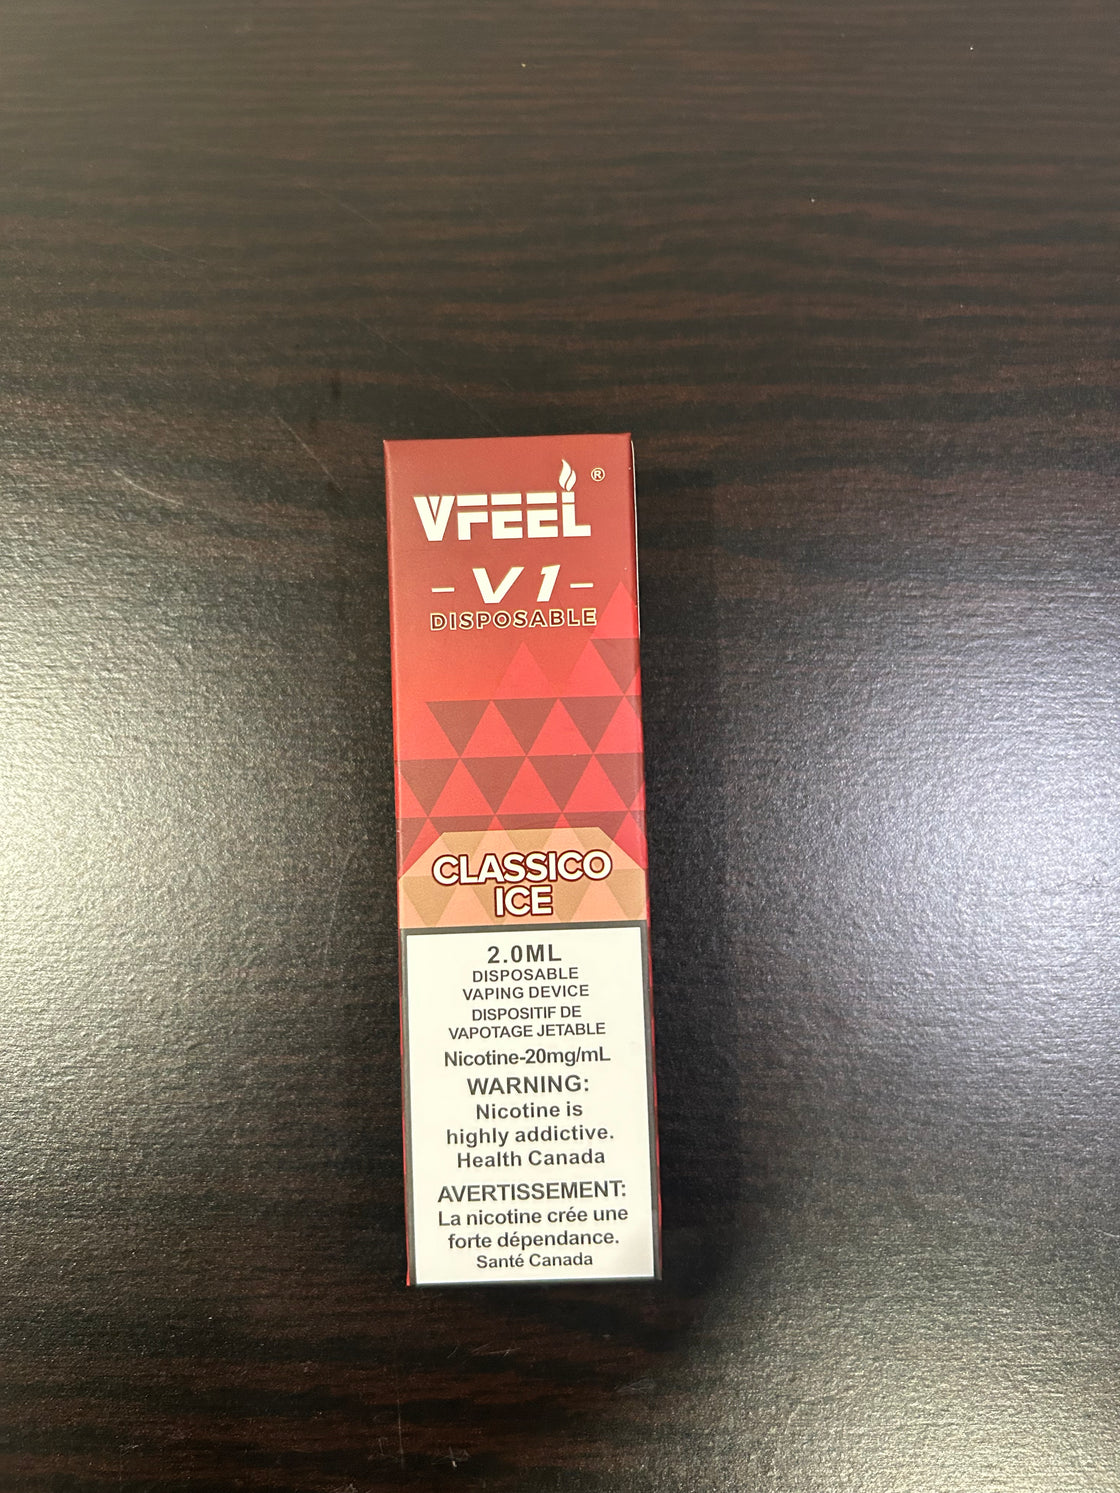 VFEEL ®
- V1 -
DISPOSABLE
CLASSICO
ICE
2.0ML
DISPOSABLE
VAPING DEVICE
DISPOSITIF DE
VAPOTAGE JETABLE
Nicotine-20mg/mL
WARNING:
Nicotine is
highly addictive.
Health Canada
AVERTISSEMENT:
La nicotine crée une
forte dépendance.
Santé Canada